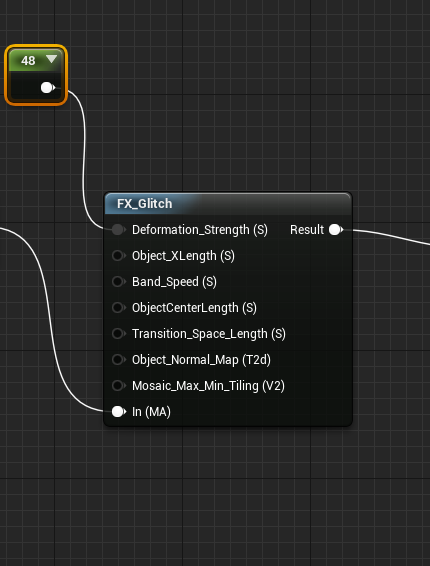 48
FX_Glitch
Deformation_Strength (S) Result
Object_XLength (S)
Band_Speed (S)
ObjectCenterLength (S)
Transition_Space_Length (S)
Object_Normal_Map (T2d)
Mosaic_Max_Min_Tiling (V2)
In (MA)